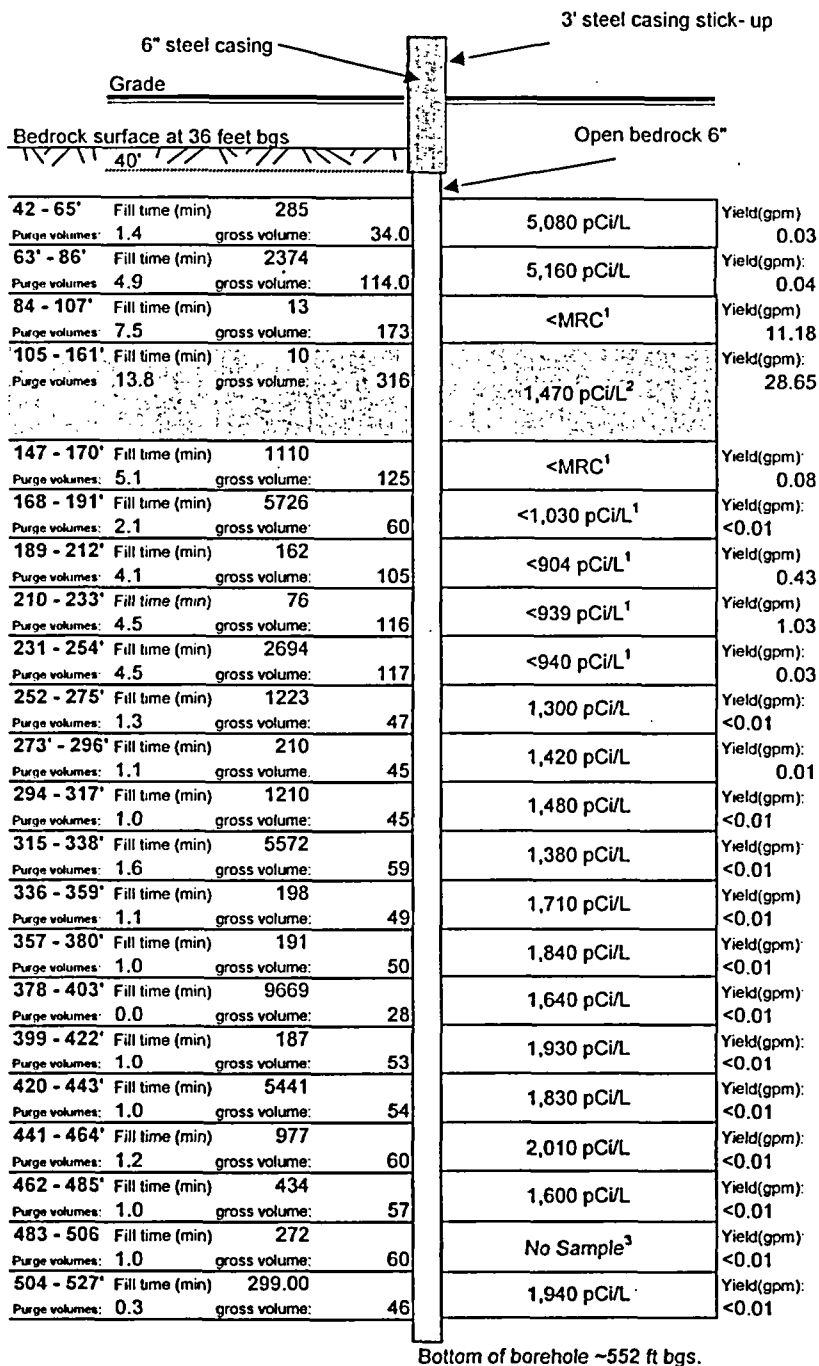 3' steel casing stick- up
6" steel casing
Grade
Bedrock surface at 36 feet bgs
Open bedrock 6"
40'
42 - 65' Fill time (min) 285
Purge volumes: 1.4 gross volume: 34.0
5,080 pCi/L
Yield(gpm)
0.03
63' - 86' Fill time (min) 2374
Purge volumes 4.9 gross volume: 114.0
5,160 pCi/L
Yield(gpm):
0.04
84 - 107' Fill time (min) 13
Purge volumes: 7.5 gross volume: 173
<MRC¹
Yield(gpm)
11.18
105 - 161' Fill time (min) 10
Purge volumes 13.8 gross volume: 316
1,470 pCi/L²
Yield(gpm):
28.65
147 - 170' Fill time (min) 1110
Purge volumes: 5.1 gross volume: 125
<MRC¹
Yield(gpm)
0.08
168 - 191' Fill time (min) 5726
Purge volumes: 2.1 gross volume: 60
<1,030 pCi/L¹
Yield(gpm):
<0.01
189 - 212' Fill time (min) 162
Purge volumes: 4.1 gross volume: 105
<904 pCi/L¹
Yield(gpm)
0.43
210 - 233' Fill time (min) 76
Purge volumes: 4.5 gross volume: 116
<939 pCi/L¹
Yield(gpm)
1.03
231 - 254' Fill time (min) 2694
Purge volumes: 4.5 gross volume: 117
<940 pCi/L¹
Yield(gpm):
0.03
252 - 275' Fill time (min) 1223
Purge volumes: 1.3 gross volume: 47
1,300 pCi/L
Yield(gpm):
<0.01
273' - 296' Fill time (min) 210
Purge volumes: 1.1 gross volume. 45
1,420 pCi/L
Yield(gpm):
0.01
294 - 317' Fill time (min) 1210
Purge volumes: 1.0 gross volume: 45
1,480 pCi/L
Yield(gpm):
<0.01
315 - 338' Fill time (min) 5572
Purge volumes: 1.6 gross volume: 59
1,380 pCi/L
Yield(gpm)
<0.01
336 - 359' Fill time (min) 198
Purge volumes: 1.1 gross volume: 49
1,710 pCi/L
Yield(gpm)
<0.01
357 - 380' Fill time (min) 191
Purge volumes: 1.0 gross volume: 50
1,840 pCi/L
Yield(gpm)
<0.01
378 - 403' Fill time (min) 9669
Purge volumes: 0.0 gross volume: 28
1,640 pCi/L
Yield(gpm)
<0.01
399 - 422' Fill time (min) 187
Purge volumes: 1.0 gross volume: 53
1,930 pCi/L
Yield(gpm):
<0.01
420 - 443' Fill time (min) 5441
Purge volumes: 1.0 gross volume: 54
1,830 pCi/L
Yield(gpm):
<0.01
441 - 464' Fill time (min) 977
Purge volumes: 1.2 gross volume: 60
2,010 pCi/L
Yield(gpm)
<0.01
462 - 485' Fill time (min) 434
Purge volumes: 1.0 gross volume: 57
1,600 pCi/L
Yield(gpm):
<0.01
483 - 506 Fill time (min) 272
Purge volumes: 1.0 gross volume: 60
No Sample³
Yield(gpm)
<0.01
504 - 527' Fill time (min) 299.00
Purge volumes: 0.3 gross volume: 46
1,940 pCi/L
Yield(gpm):
<0.01
Bottom of borehole ~552 ft bgs.